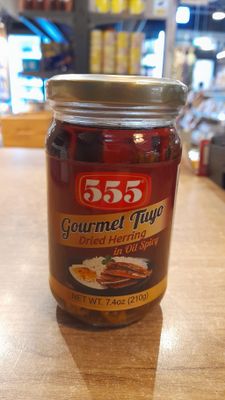 555
Gourmet Tuyo
Dried Herring
in Oil Spicy
NET WT. 7.4oz (210g)